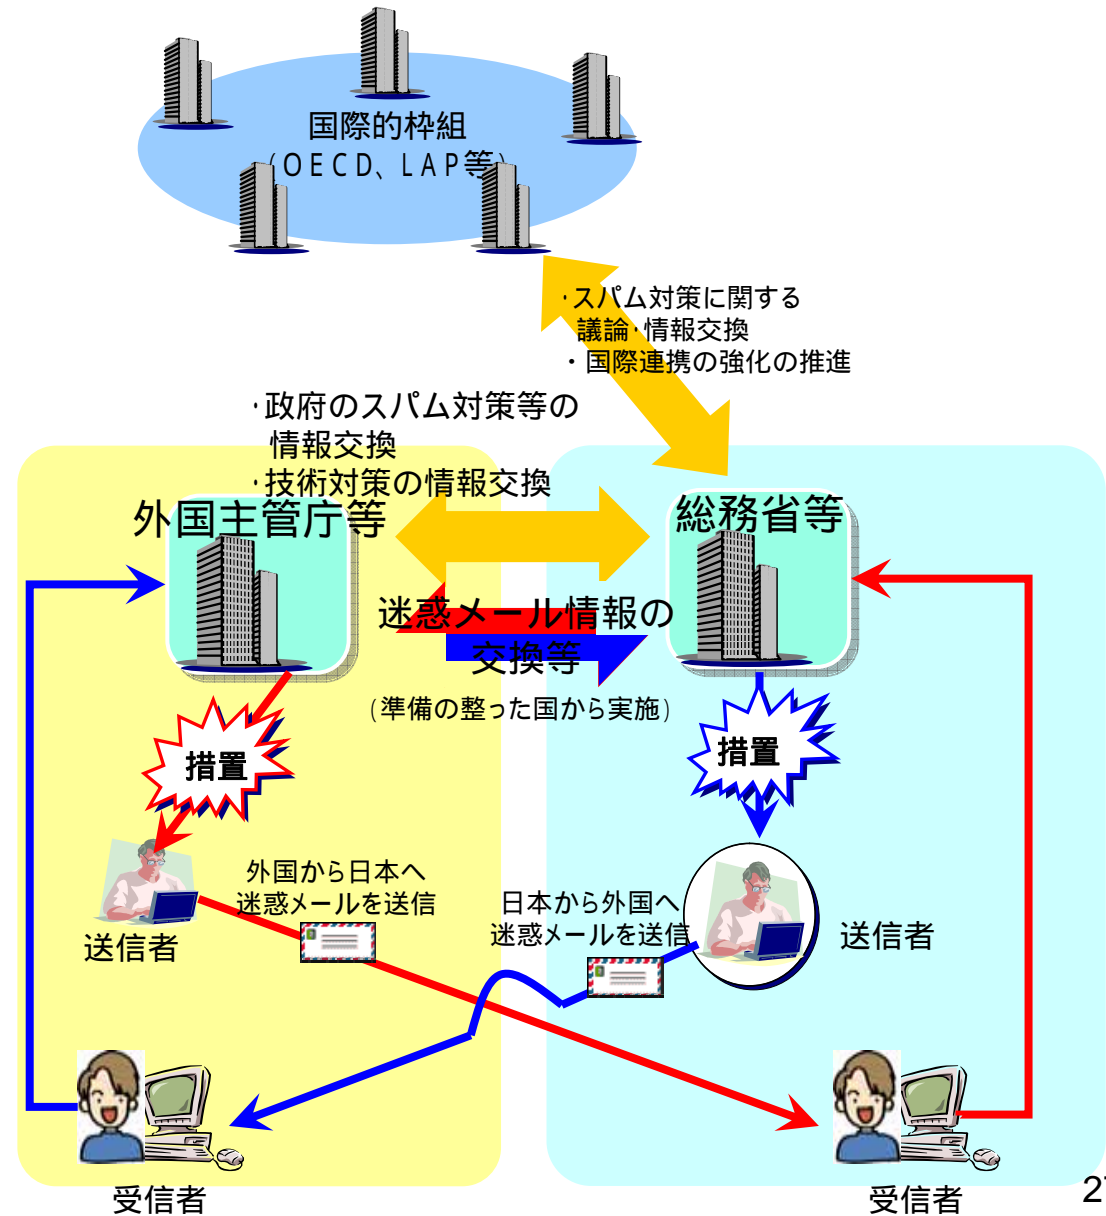 国際的枠組
(OECD、LAP等)
・スパム対策に関する
議論・情報交換
・国際連携の強化の推進
・政府のスパム対策等の
情報交換
・技術対策の情報交換
外国主管庁等
総務省等
迷惑メール情報の
交換等
(準備の整った国から実施)
措置
措置
外国から日本へ
迷惑メールを送信
日本から外国へ
迷惑メールを送信
送信者
送信者
受信者
受信者